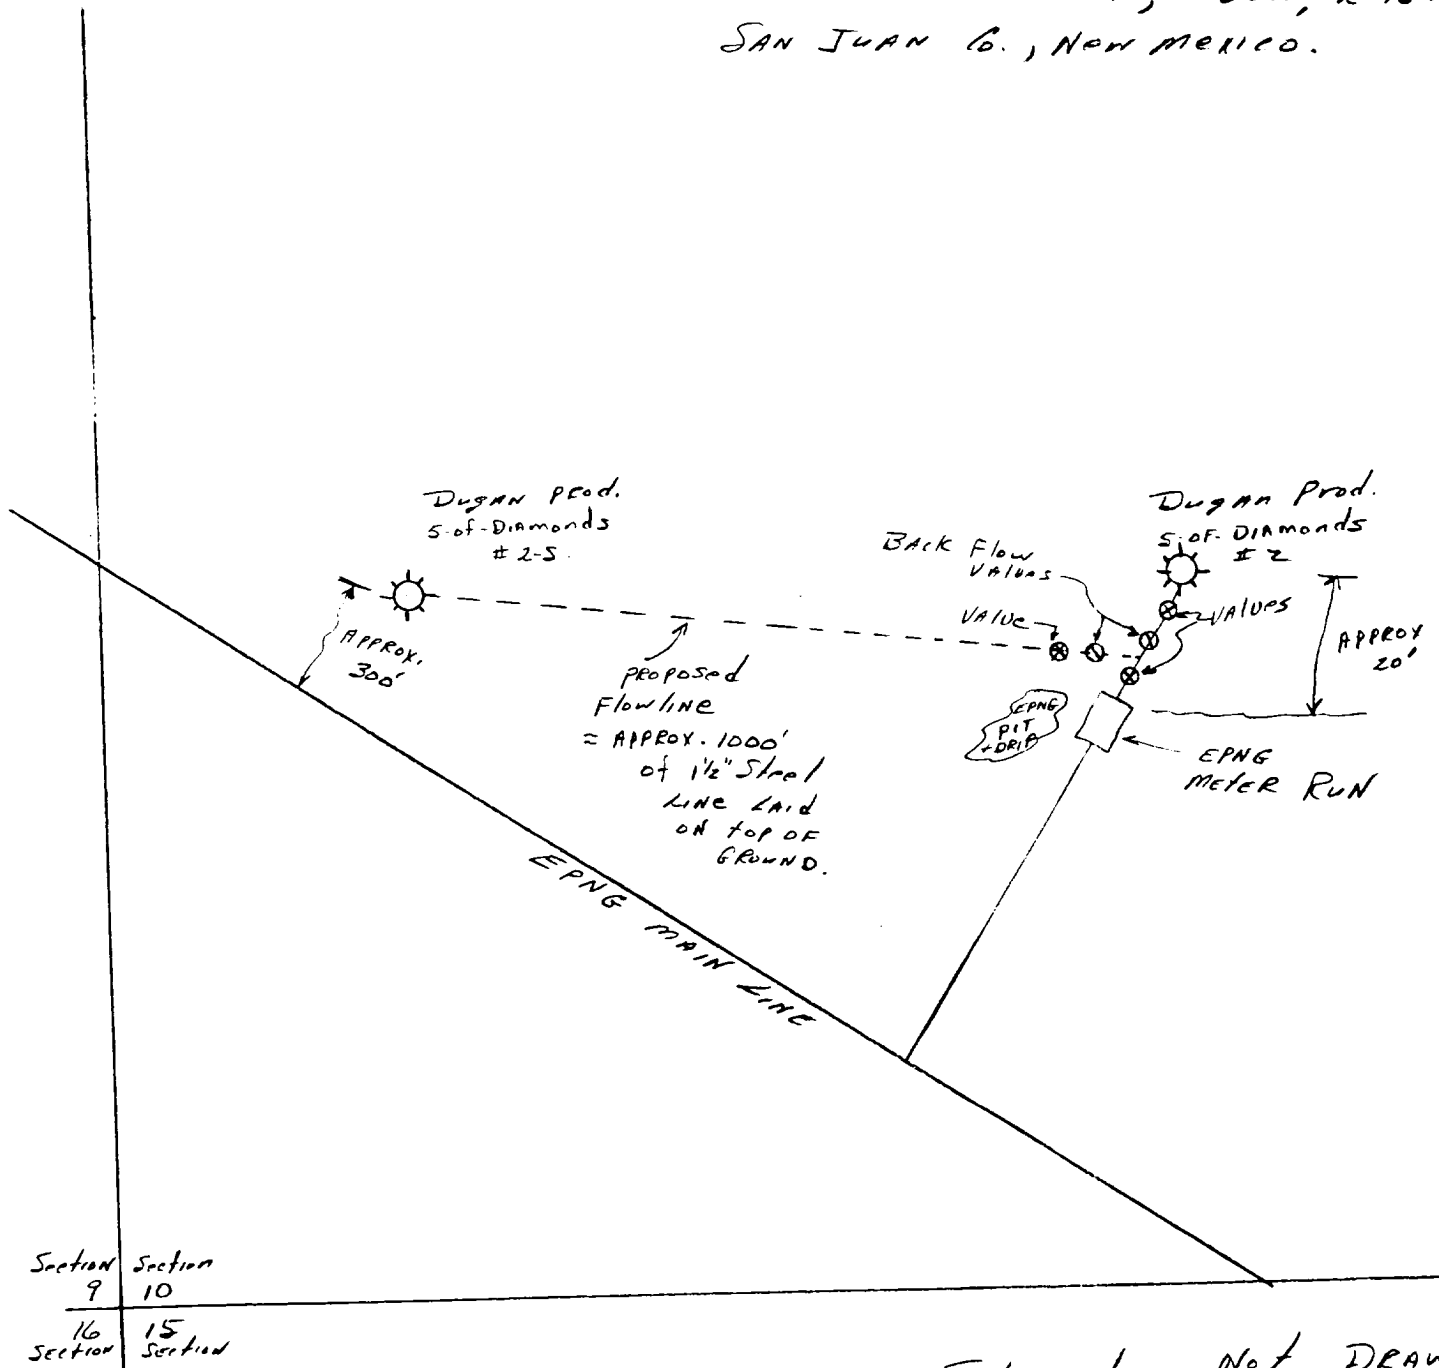 SAN JUAN Co., New Mexico.
Dugan Prod.
5-of-Diamonds
# 2-S
Dugan Prod.
5-of-Diamonds
# 2
Back Flow
Valves
Valve
Valves
APPROX.
300'
APPROX
20'
proposed
Flowline
= APPROX. 1000'
of 1½" Steel
Line Laid
on top of
GROUND.
EPNG
PIT
+DRIP
EPNG
METER RUN
EPNG MAIN LINE
Section Section
9 10
16 15
Section Section
Not DRAW